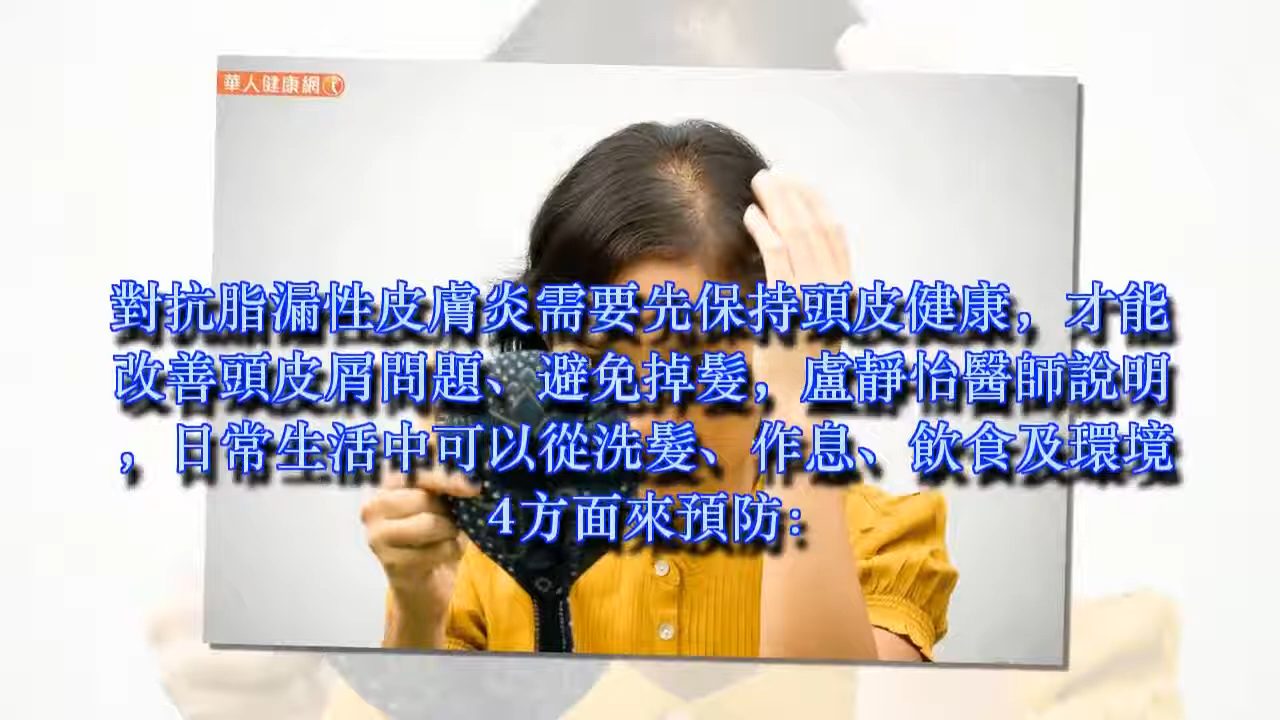 華人健康網
對抗脂漏性皮膚炎需要先保持頭皮健康，才能
改善頭皮屑問題、避免掉髮，盧靜怡醫師說明
，日常生活中可以從洗髮、作息、飲食及環境
4方面來預防：